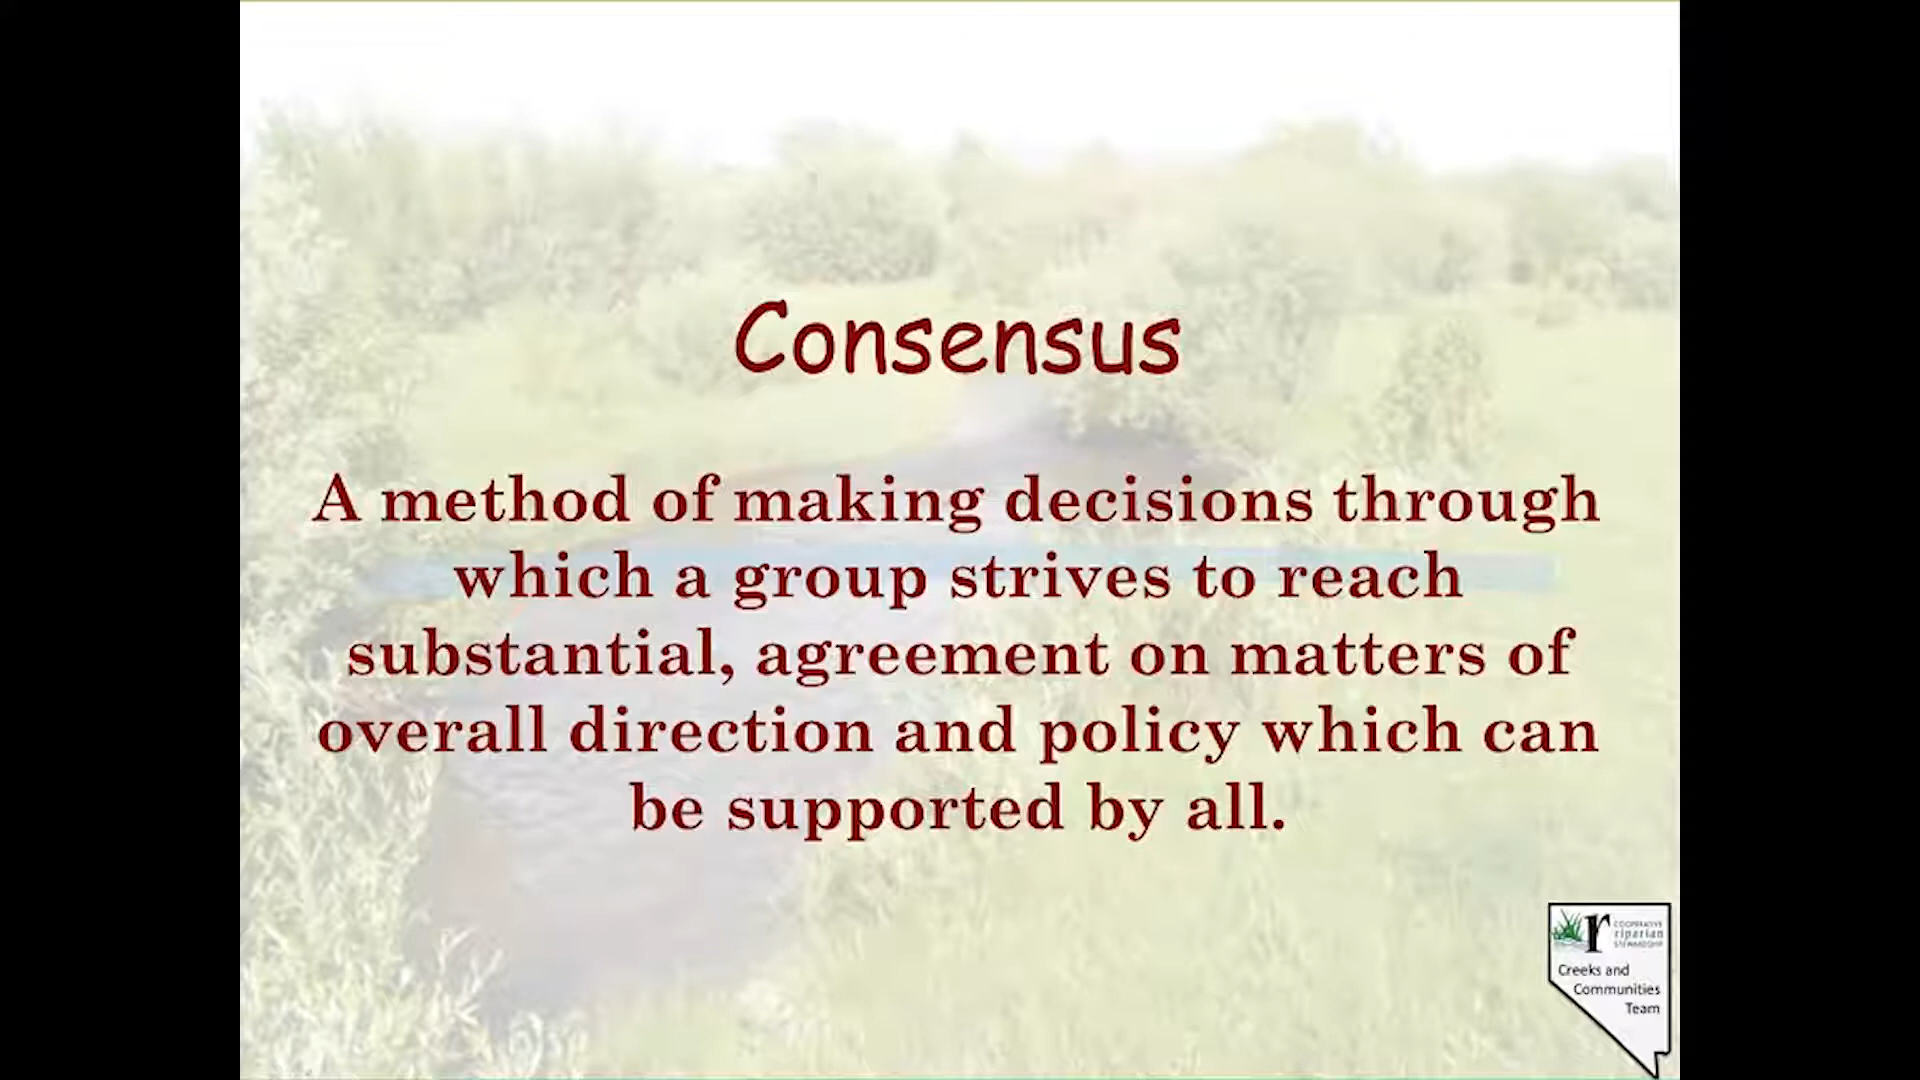 Consensus
A method of making decisions through
which a group strives to reach
substantial, agreement on matters of
overall direction and policy which can
be supported by all.
r
COOPERATIVE
riparian
STEWARDSHIP
Creeks and
Communities
Team